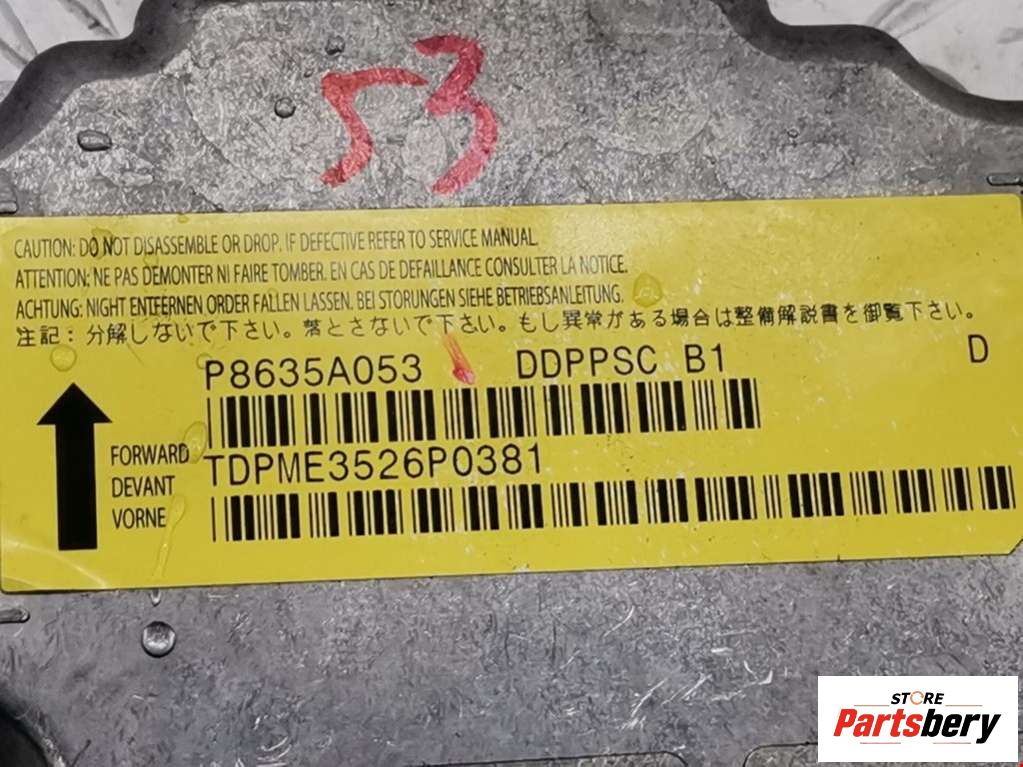 53
CAUTION: DO NOT DISASSEMBLE OR DROP. IF DEFECTIVE REFER TO SERVICE MANUAL.
ATTENTION: NE PAS DEMONTER NI FAIRE TOMBER. EN CAS DE DEFAILLANCE CONSULTER LA NOTICE.
ACHTUNG: NIGHT ENTFERNEN ORDER FALLEN LASSEN. BEI STORUNGEN SIEHE BETRIEBSANLEITUNG.
注記：分解しないで下さい。落とさないで下さい。もし異常がある場合は整備解説書を御覧下さい。
P8635A053 DDPPSC B1 D
FORWARD
TDPME3526P0381
DEVANT
VORNE
STORE
Partsbery